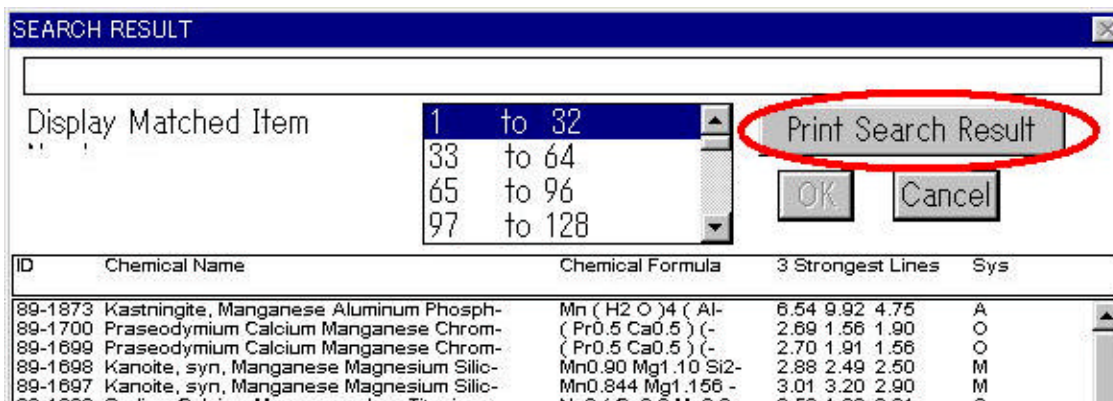 SEARCH RESULT
Display Matched Item
1 to 32
33 to 64
65 to 96
97 to 128
Print Search Result
OK
Cancel
ID Chemical Name Chemical Formula 3 Strongest Lines Sys
89-1873 Kastningite, Manganese Aluminum Phosph- Mn ( H2 O )4 ( Al- 6.54 9.92 4.75 A
89-1700 Praseodymium Calcium Manganese Chrom- ( Pr0.5 Ca0.5 ) (- 2.69 1.56 1.90 O
89-1699 Praseodymium Calcium Manganese Chrom- ( Pr0.5 Ca0.5 ) (- 2.70 1.91 1.56 O
89-1698 Kanoite, syn, Manganese Magnesium Silic- Mn0.90 Mg1.10 Si2- 2.88 2.49 2.50 M
89-1697 Kanoite, syn, Manganese Magnesium Silic- Mn0.844 Mg1.156 - 3.01 3.20 2.90 M